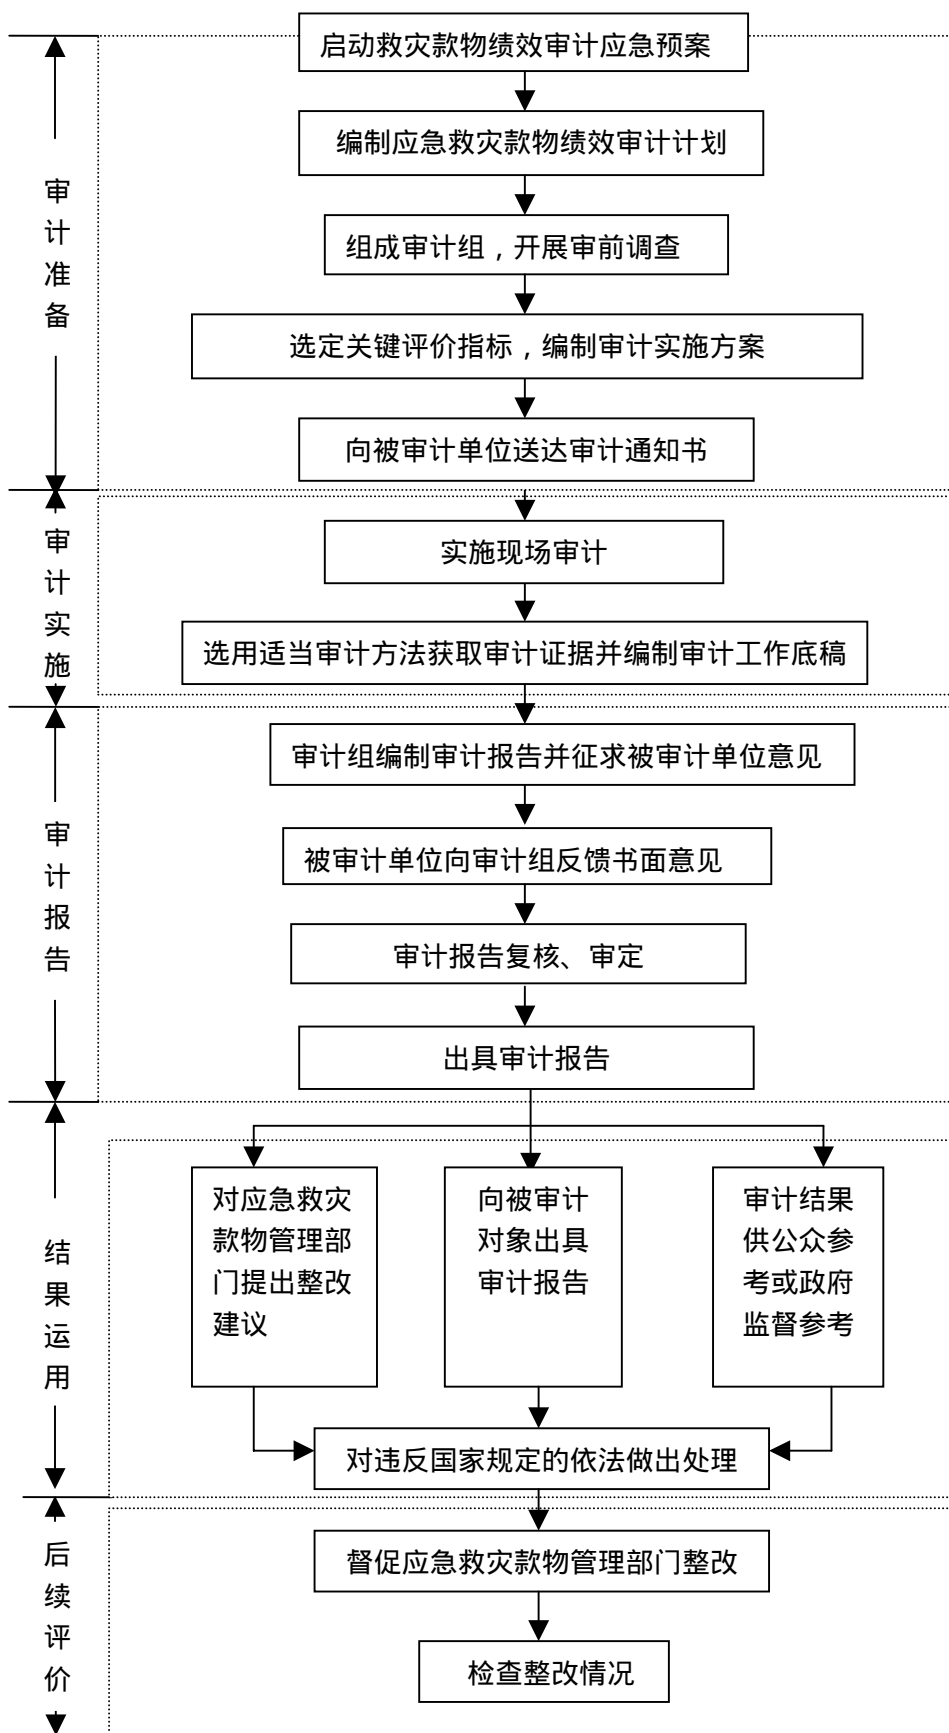 启动救灾款物绩效审计应急预案
编制应急救灾款物绩效审计计划
组成审计组，开展审前调查
选定关键评价指标，编制审计实施方案
向被审计单位送达审计通知书
审
计
准
备
实施现场审计
选用适当审计方法获取审计证据并编制审计工作底稿
审
计
实
施
审计组编制审计报告并征求被审计单位意见
被审计单位向审计组反馈书面意见
审计报告复核、审定
出具审计报告
审
计
报
告
对应急救灾
款物管理部
门提出整改
建议
向被审计
对象出具
审计报告
审计结果
供公众参
考或政府
监督参考
对违反国家规定的依法做出处理
结
果
运
用
督促应急救灾款物管理部门整改
检查整改情况
后
续
评
价